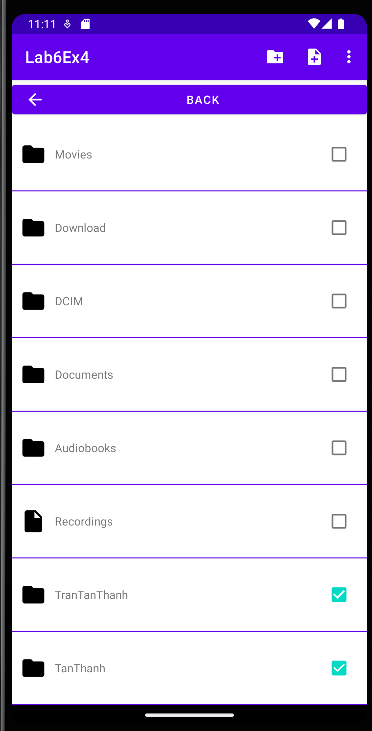 11:11
Lab6Ex4
BACK
Movies
Download
DCIM
Documents
Audiobooks
Recordings
TranTanThanh
TanThanh